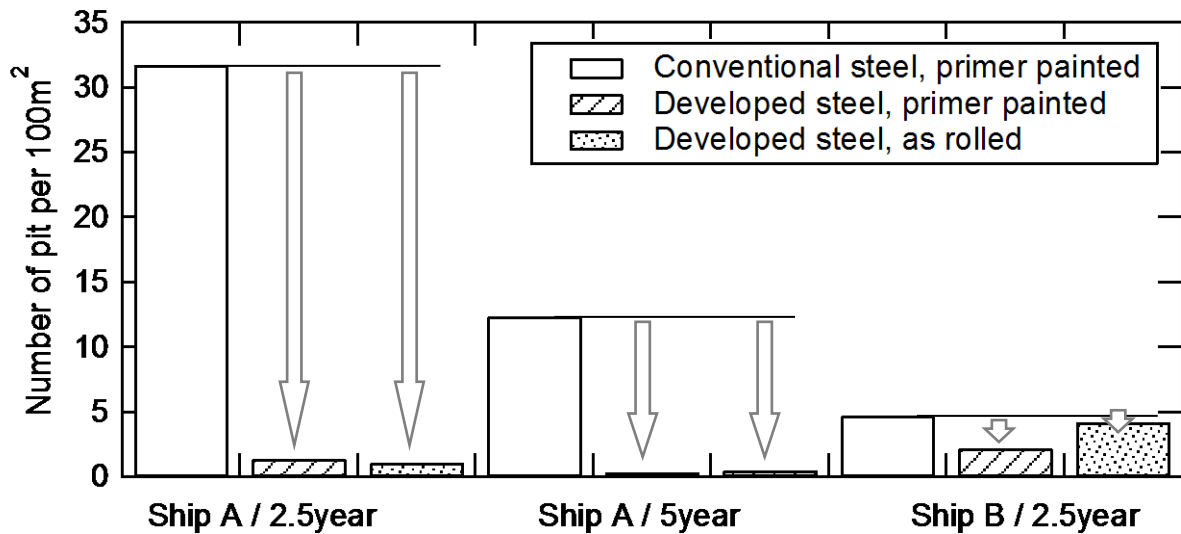 Number of pit per 100m²
35
30
25
20
15
10
5
0
Conventional steel, primer painted
Developed steel, primer painted
Developed steel, as rolled
Ship A / 2.5year
Ship A / 5year
Ship B / 2.5year